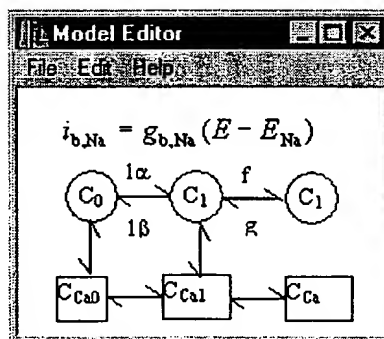 Model Editor
File Edit Help
i_b,Na = g_b,Na (E − E_Na)
1α f
C₀ C₁ C₁
1β g
C_Ca0 C_Ca1 C_Ca